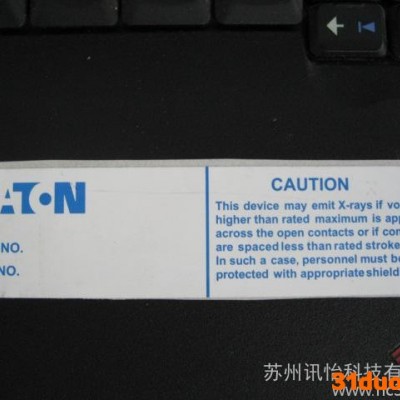 ATON
NO.
NO.
CAUTION
This device may emit X-rays if vo
higher than rated maximum is app
across the open contacts or if con
are spaced less than rated stroke
In such a case, personnel must be
protected with appropriate shield
苏州讯怡科技有
31duo